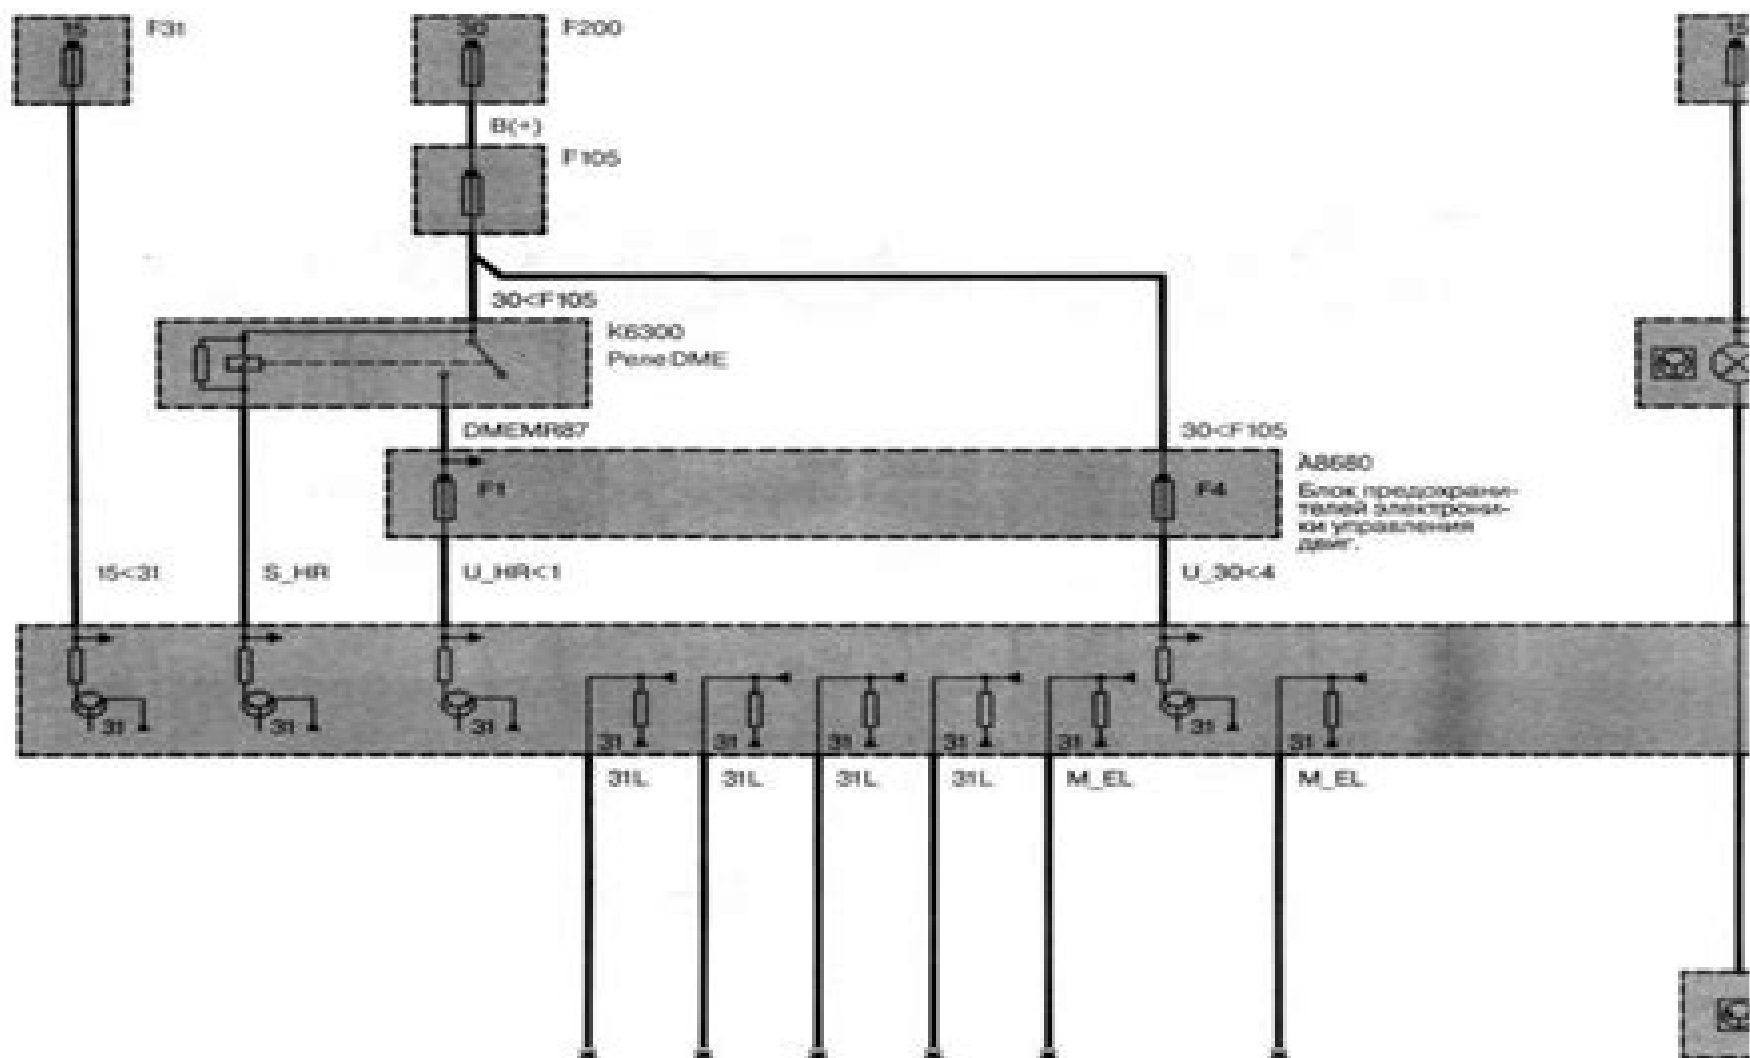 15
F31
30
F200
15
B(+)
F105
30<F105
K6300
Реле DME
DMEMR87
30<F105
F1
F4
A8680
Блок предохрани-
телей электрони-
ки управления
двиг.
15<31
S_HR
U_HR<1
U_30<4
31
31
31
31
31
31
31
31
31
31
31L
31L
31L
31L
M_EL
M_EL